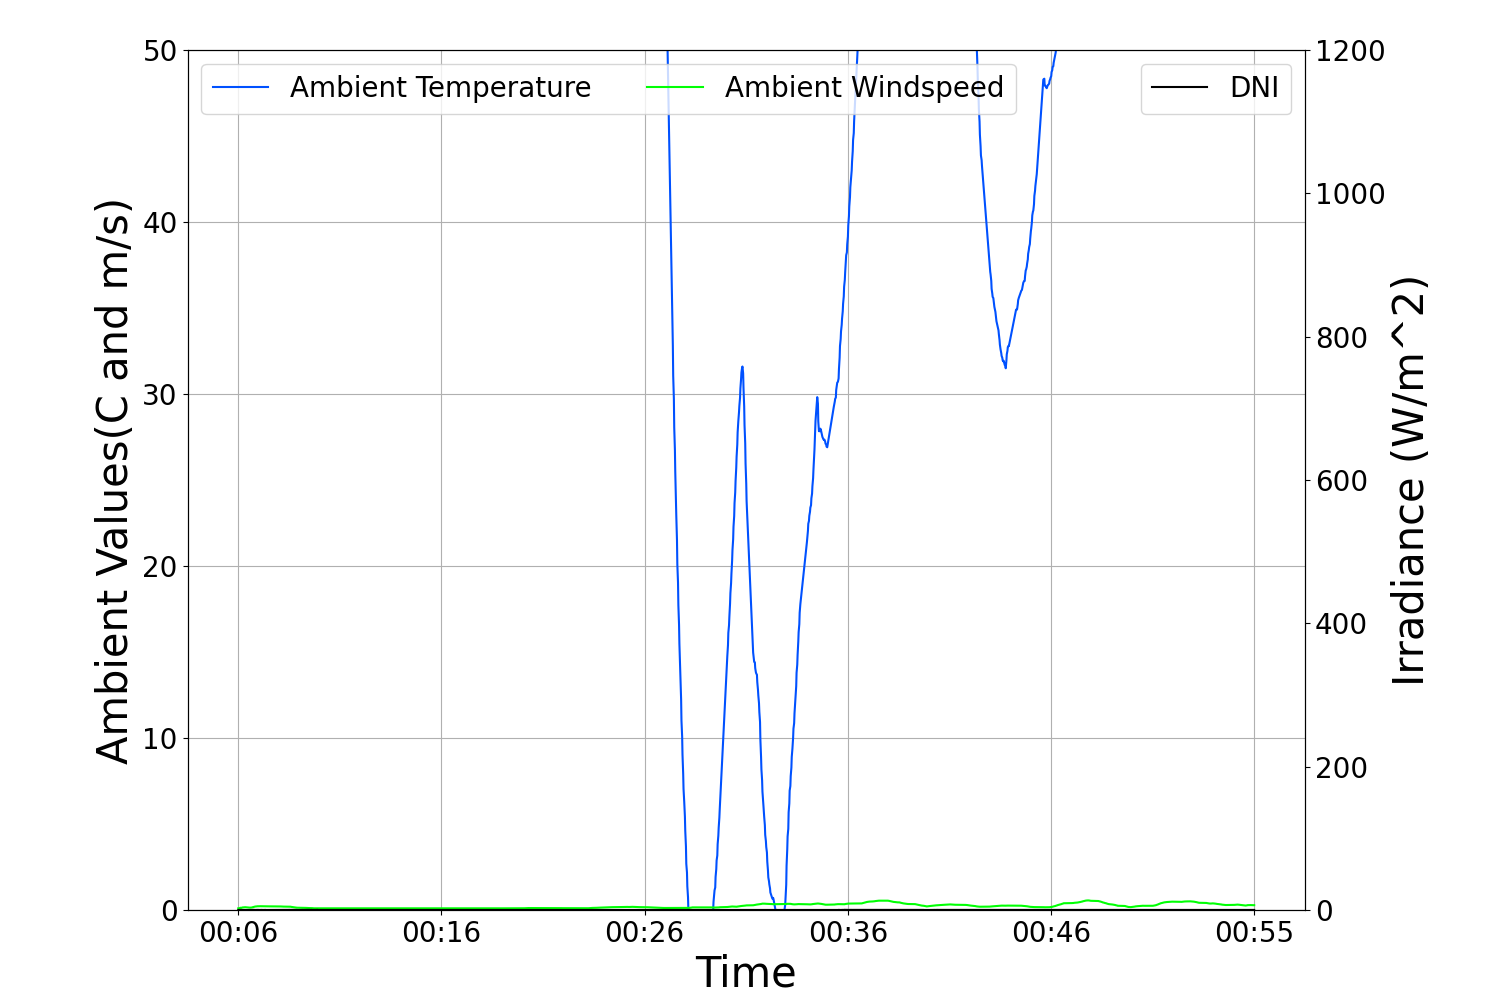 Ambient Temperature
Ambient Windspeed
DNI
Ambient Values(C and m/s)
50
40
30
20
10
0
1200
1000
800
600
400
200
0
Irradiance (W/m^2)
00:06 00:16 00:26 00:36 00:46 00:55
Time